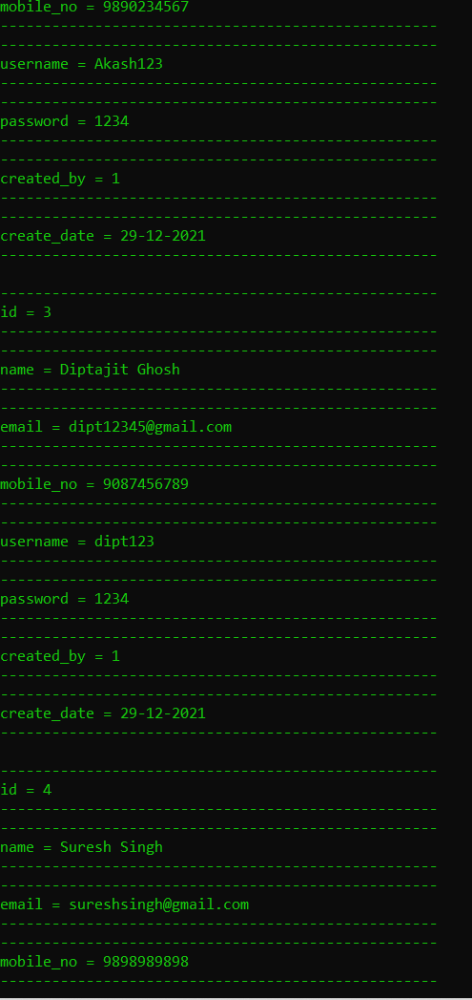 mobile_no = 9890234567
--------------------------------------------------
--------------------------------------------------
username = Akash123
--------------------------------------------------
--------------------------------------------------
password = 1234
--------------------------------------------------
--------------------------------------------------
created_by = 1
--------------------------------------------------
--------------------------------------------------
create_date = 29-12-2021
--------------------------------------------------

--------------------------------------------------
id = 3
--------------------------------------------------
--------------------------------------------------
name = Diptajit Ghosh
--------------------------------------------------
--------------------------------------------------
email = dipt12345@gmail.com
--------------------------------------------------
--------------------------------------------------
mobile_no = 9087456789
--------------------------------------------------
--------------------------------------------------
username = dipt123
--------------------------------------------------
--------------------------------------------------
password = 1234
--------------------------------------------------
--------------------------------------------------
created_by = 1
--------------------------------------------------
--------------------------------------------------
create_date = 29-12-2021
--------------------------------------------------

--------------------------------------------------
id = 4
--------------------------------------------------
--------------------------------------------------
name = Suresh Singh
--------------------------------------------------
--------------------------------------------------
email = sureshsingh@gmail.com
--------------------------------------------------
--------------------------------------------------
mobile_no = 9898989898
--------------------------------------------------